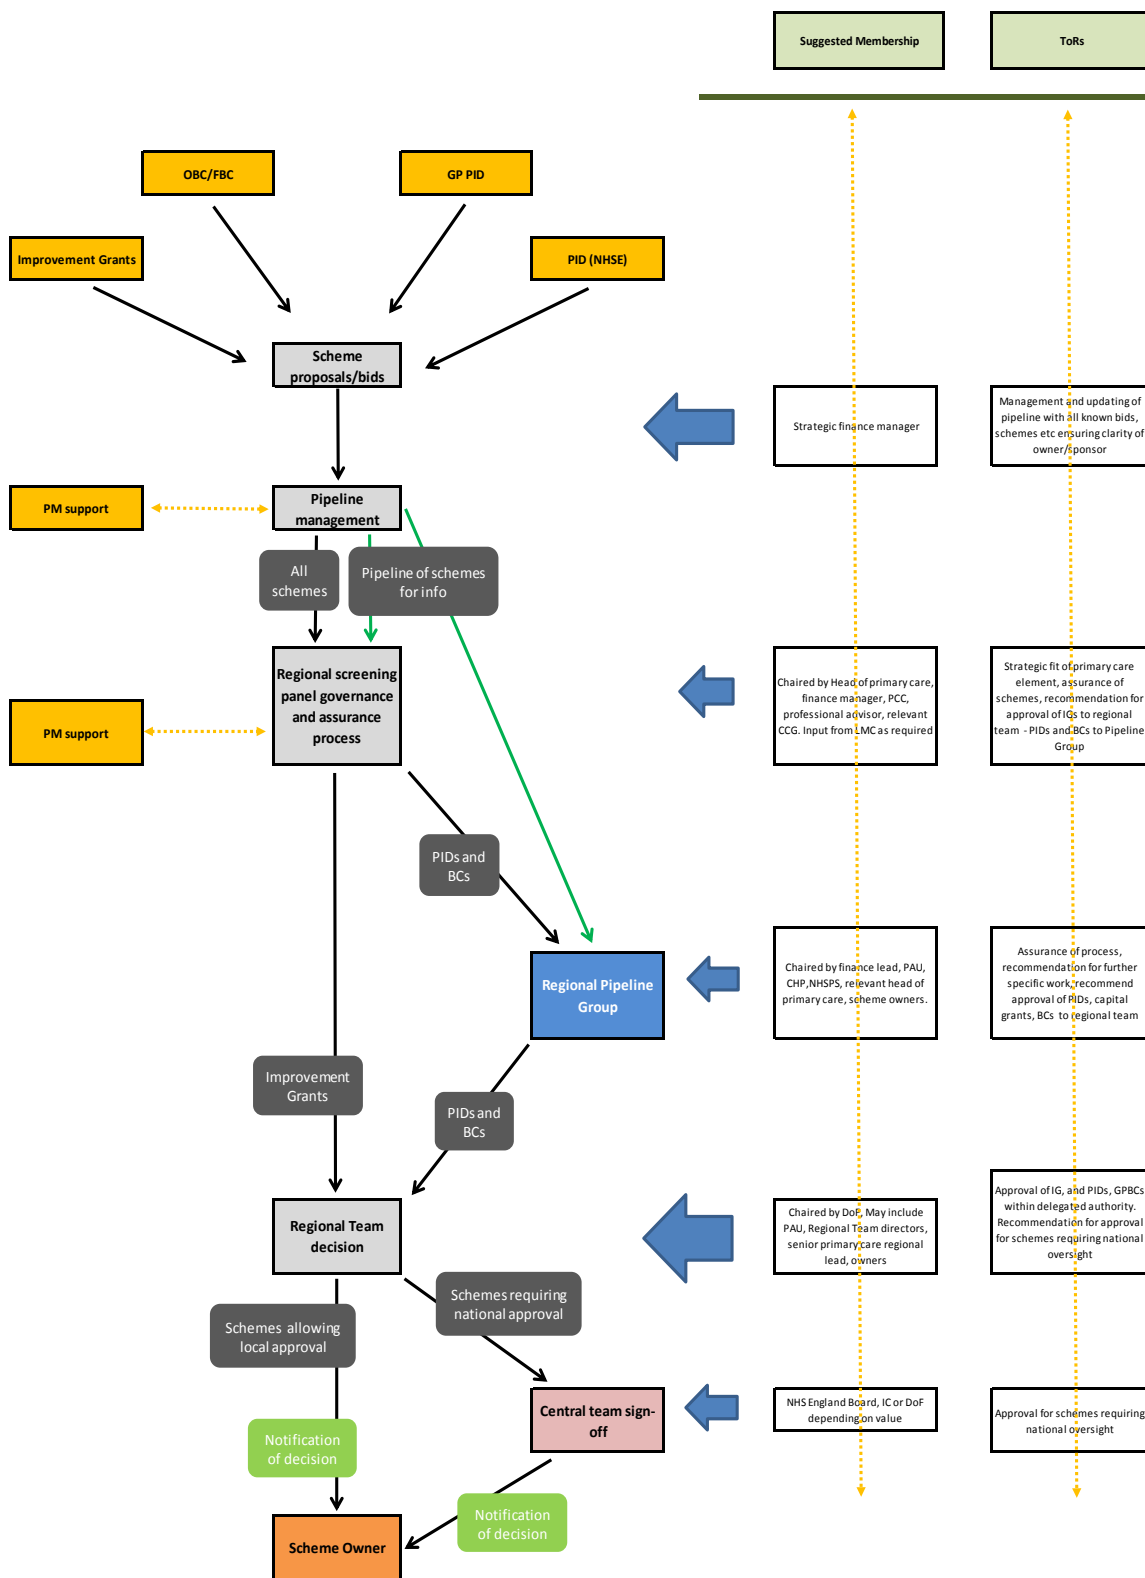 Suggested Membership
ToRs
OBC/FBC
GP PID
Improvement Grants
PID (NHSE)
Scheme
proposals/bids
Strategic finance manager
Management and updating of
pipeline with all known bids,
schemes etc ensuring clarity of
owner/sponsor
PM support
Pipeline
management
All
schemes
Pipeline of schemes
for info
PM support
Regional screening
panel governance
and assurance
process
Chaired by Head of primary care,
finance manager, PCC,
professional advisor, relevant
CCG. Input from LMC as required
Strategic fit of primary care
element, assurance of
schemes, recommendation for
approval of IGs to regional
team - PIDs and BCs to Pipeline
Group
PIDs and
BCs
Regional Pipeline
Group
Chaired by finance lead, PAU,
CHP,NHSPS, relevant head of
primary care, scheme owners.
Assurance of process,
recommendation for further
specific work, recommend
approval of PIDs, capital
grants, BCs to regional team
Improvement
Grants
PIDs and
BCs
Regional Team
decision
Chaired by DoF, May include
PAU, Regional Team directors,
senior primary care regional
lead, owners
Approval of IG, and PIDs, GPBCs
within delegated authority.
Recommendation for approval
for schemes requiring national
oversight
Schemes requiring
national approval
Schemes allowing
local approval
Central team sign-
off
NHS England Board, IC or DoF
depending on value
Approval for schemes requiring
national oversight
Notification
of decision
Notification
of decision
Scheme Owner